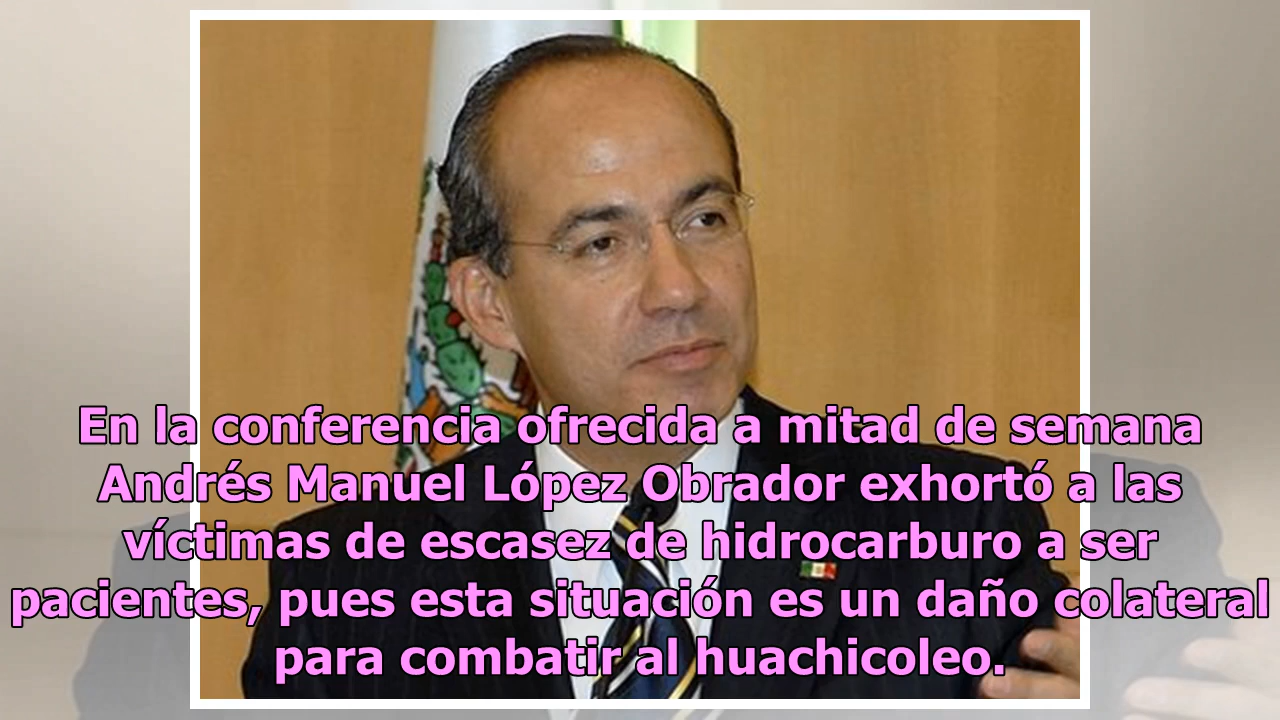 En la conferencia ofrecida a mitad de semana
Andrés Manuel López Obrador exhortó a las
víctimas de escasez de hidrocarburo a ser
pacientes, pues esta situación es un daño colateral
para combatir al huachicoleo.